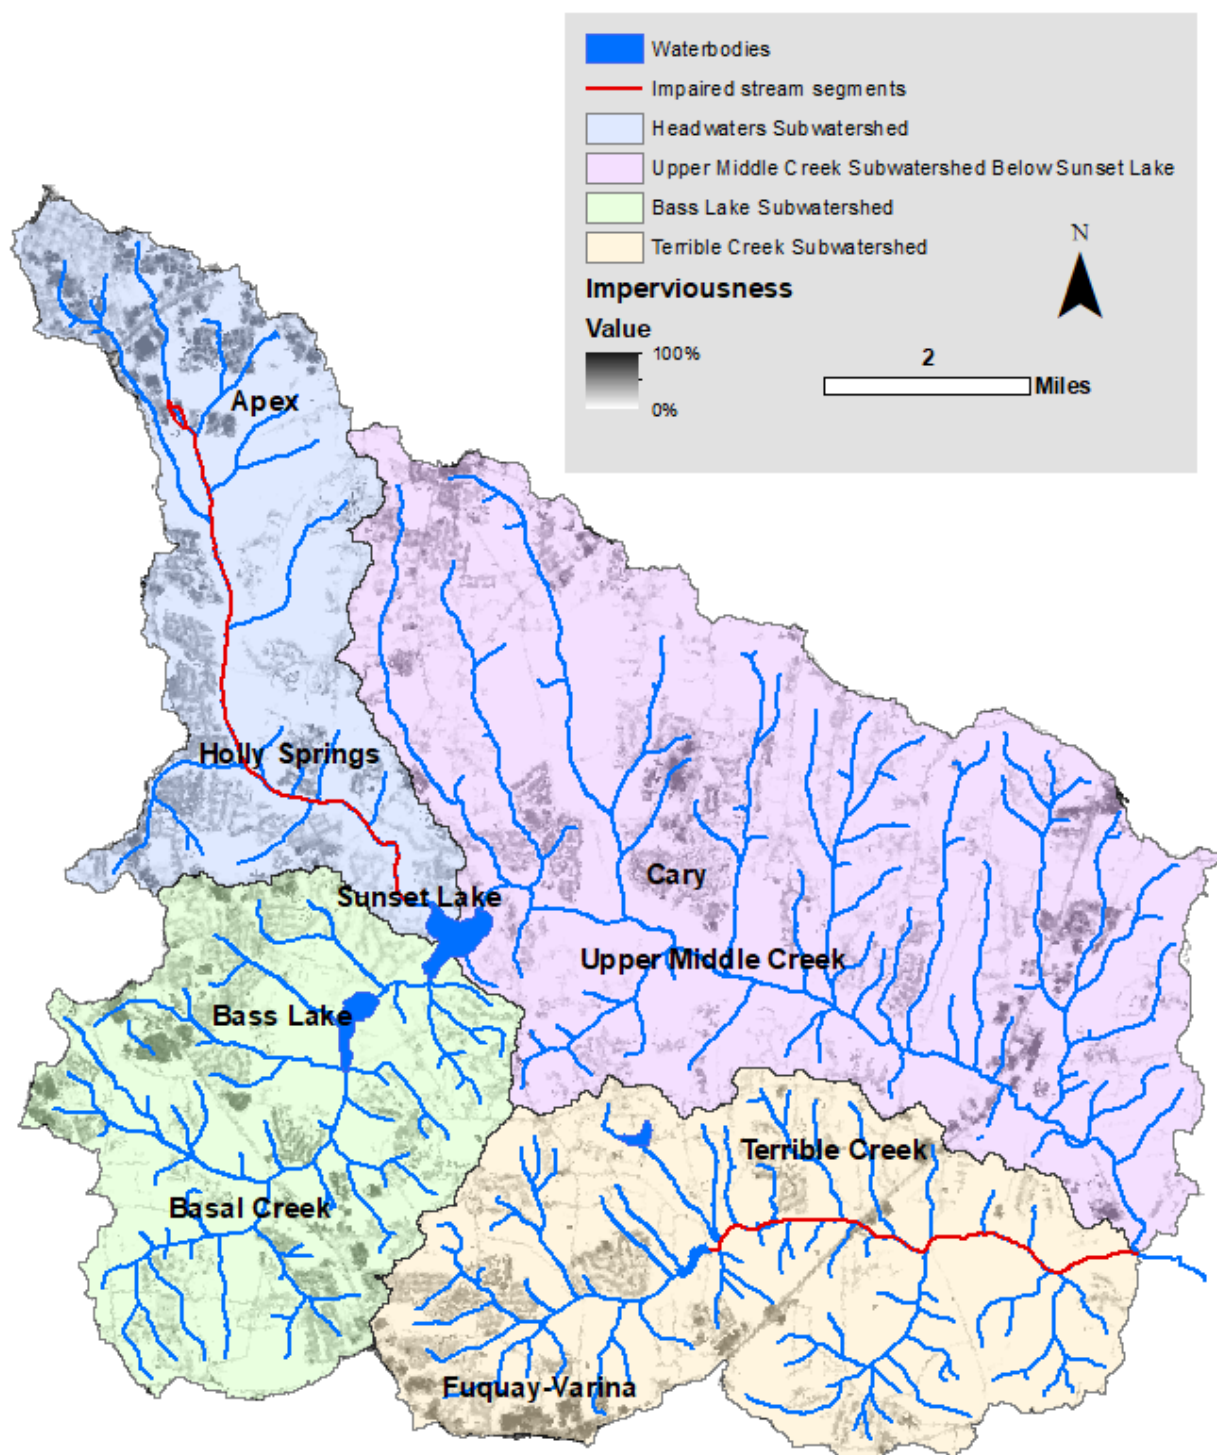 Waterbodies
Impaired stream segments
Headwaters Subwatershed
Upper Middle Creek Subwatershed Below Sunset Lake
Bass Lake Subwatershed
Terrible Creek Subwatershed
N
Imperviousness
Value
100%
0%
2
Miles
Apex
Holly Springs
Cary
Sunset Lake
Upper Middle Creek
Bass Lake
Terrible Creek
Basal Creek
Fuquay-Varina